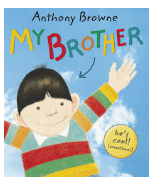 Anthony Browne
MY BROTHER
he's
cool!
(sometimes)